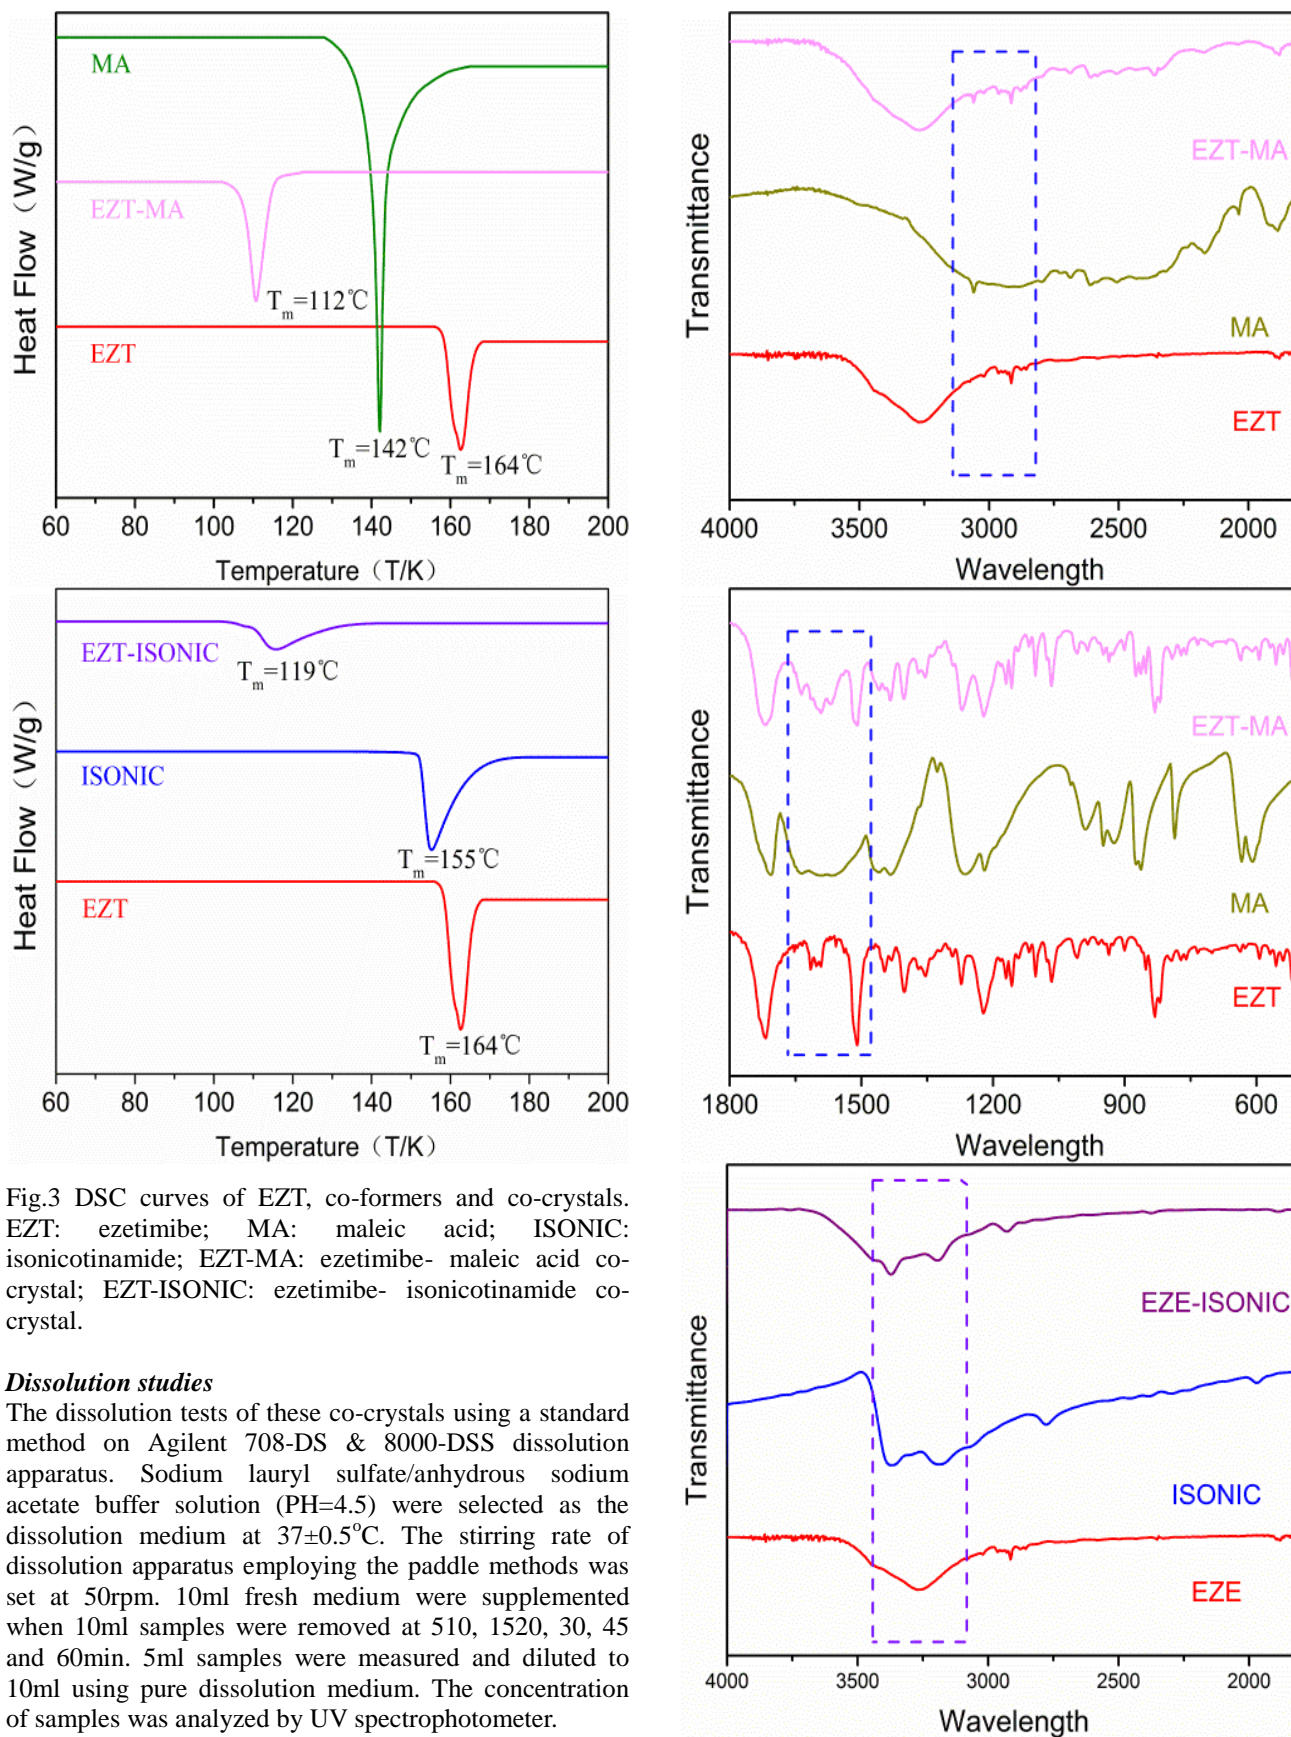 MA
EZT-MA
Tm=112℃
EZT
Tm=142℃
Tm=164℃
Heat Flow（W/g）
60 80 100 120 140 160 180 200
Temperature（T/K）
EZT-ISONIC
Tm=119℃
ISONIC
Tm=155℃
EZT
Tm=164℃
Heat Flow（W/g）
60 80 100 120 140 160 180 200
Temperature（T/K）
Fig.3 DSC curves of EZT, co-formers and co-crystals.
EZT: ezetimibe; MA: maleic acid; ISONIC:
isonicotinamide; EZT-MA: ezetimibe- maleic acid co-
crystal; EZT-ISONIC: ezetimibe- isonicotinamide co-
crystal.
Dissolution studies
The dissolution tests of these co-crystals using a standard
method on Agilent 708-DS & 8000-DSS dissolution
apparatus. Sodium lauryl sulfate/anhydrous sodium
acetate buffer solution (PH=4.5) were selected as the
dissolution medium at 37±0.5oC. The stirring rate of
dissolution apparatus employing the paddle methods was
set at 50rpm. 10ml fresh medium were supplemented
when 10ml samples were removed at 510, 1520, 30, 45
and 60min. 5ml samples were measured and diluted to
10ml using pure dissolution medium. The concentration
of samples was analyzed by UV spectrophotometer.
EZT-MA
MA
EZT
Transmittance
4000 3500 3000 2500 2000
Wavelength
EZT-MA
MA
EZT
Transmittance
1800 1500 1200 900 600
Wavelength
EZE-ISONIC
ISONIC
EZE
Transmittance
4000 3500 3000 2500 2000
Wavelength